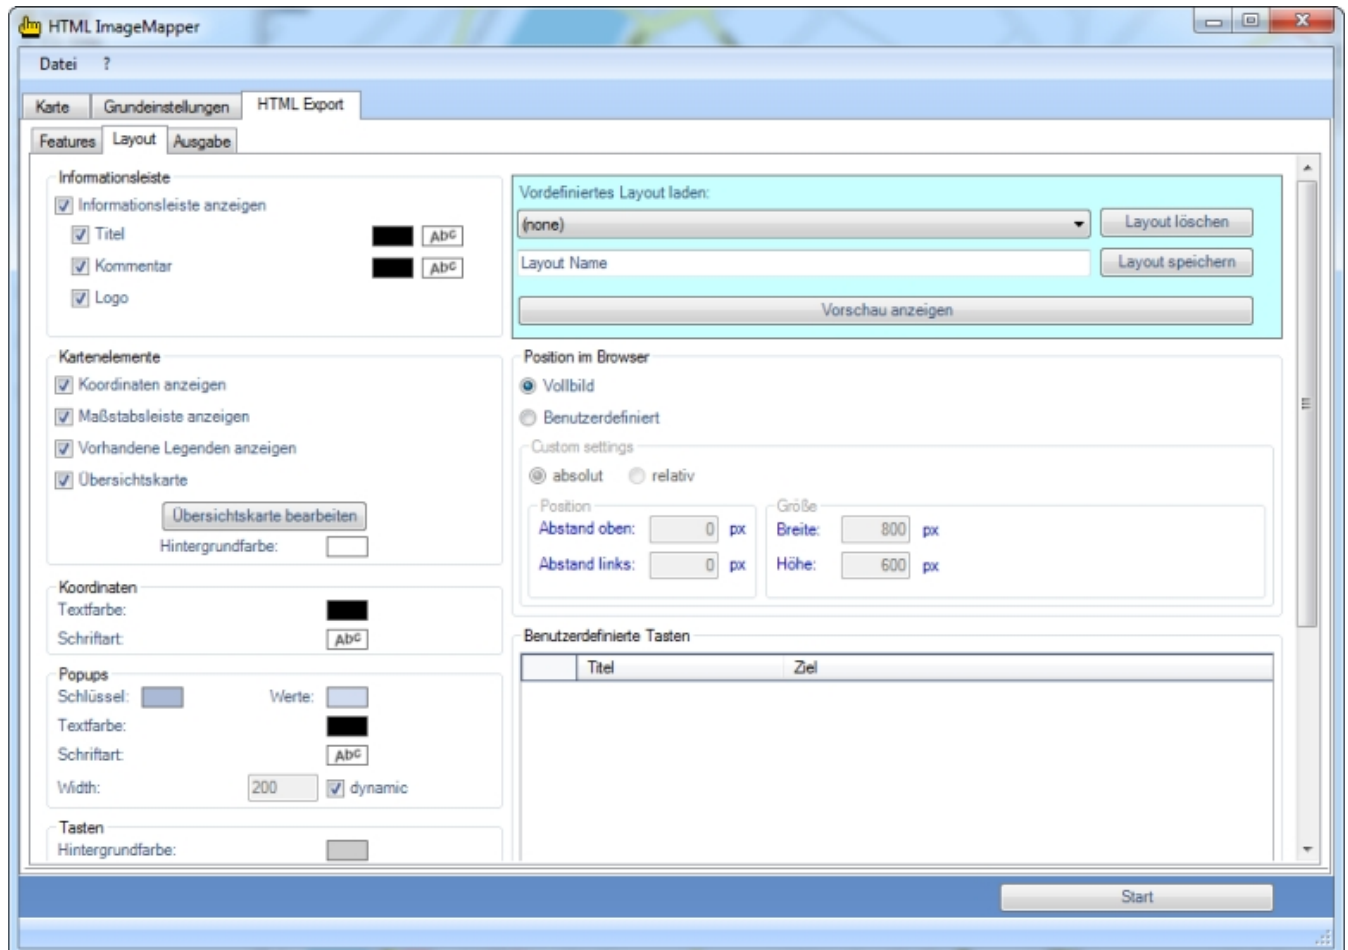 HTML ImageMapper
Datei ?
Karte Grundeinstellungen HTML Export
Features Layout Ausgabe
Informationsleiste
Informationsleiste anzeigen
Titel Abc
Kommentar Abc
Logo
Vordefiniertes Layout laden:
(none) Layout löschen
Layout Name Layout speichern
Vorschau anzeigen
Kartenelemente
Koordinaten anzeigen
Maßstabsleiste anzeigen
Vorhandene Legenden anzeigen
Übersichtskarte
Übersichtskarte bearbeiten
Hintergrundfarbe:
Position im Browser
Vollbild
Benutzerdefiniert
Custom settings
absolut relativ
Position
Abstand oben: 0 px
Abstand links: 0 px
Größe
Breite: 800 px
Höhe: 600 px
Koordinaten
Textfarbe:
Schriftart: Abc
Popups
Schlüssel: Werte:
Textfarbe:
Schriftart: Abc
Width: 200 dynamic
Tasten
Hintergrundfarbe:
Benutzerdefinierte Tasten
Titel Ziel
Start